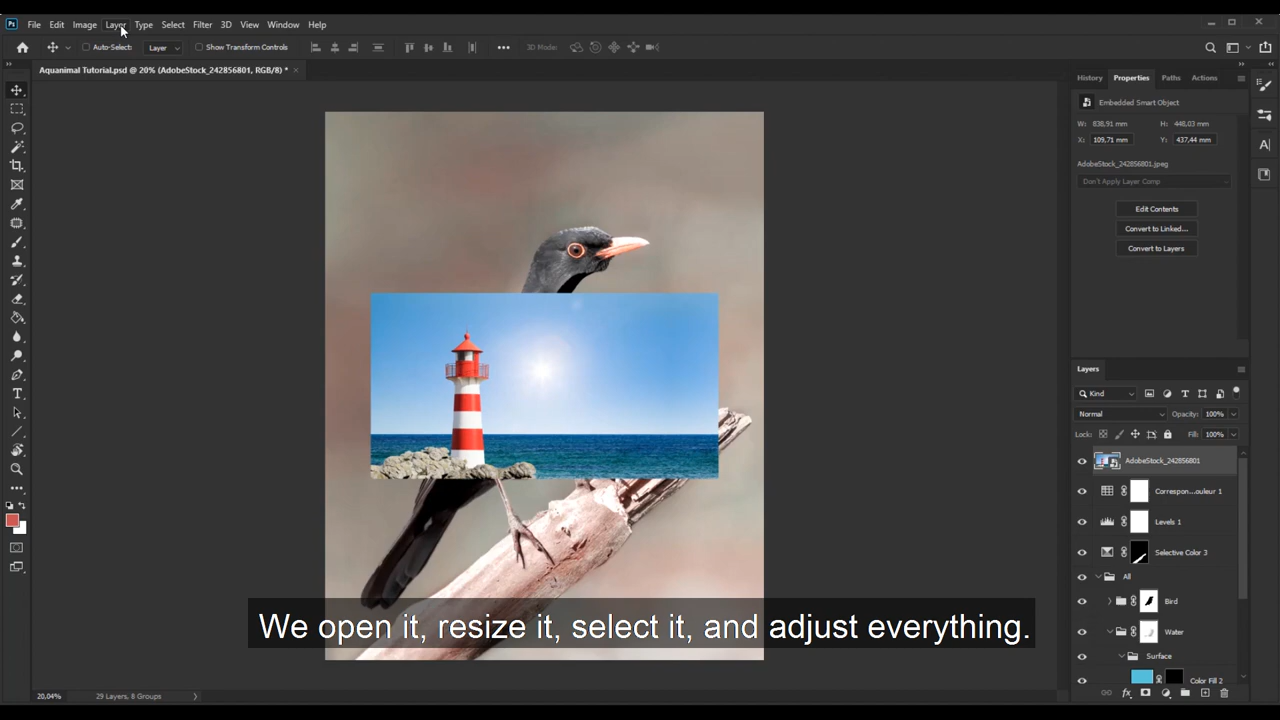 Ps File Edit Image Layer Type Select Filter 3D View Window Help
Auto-Select: Layer Show Transform Controls 3D Mode:
Aquanimal Tutorial.psd @ 20% (AdobeStock_242856801, RGB/8) *
History Properties Paths Actions
Embedded Smart Object
W: 838,91 mm H: 448,03 mm
X: 109,71 mm Y: 437,44 mm
AdobeStock_242856801.jpeg
Don't Apply Layer Comp
Edit Contents
Convert to Linked...
Convert to Layers
Layers
Kind
Normal Opacity: 100%
Lock: Fill: 100%
AdobeStock_242856801
Correspon...ouleur 1
Levels 1
Selective Color 3
All
Bird
Water
Surface
Color Fill 2
We open it, resize it, select it, and adjust everything.
20,04% 29 Layers, 8 Groups